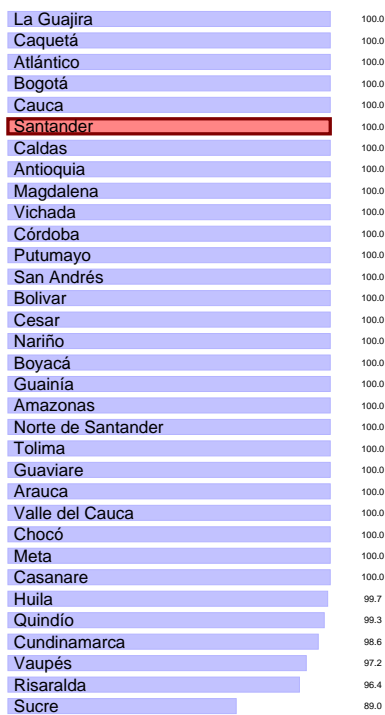 La Guajira 100.0
Caquetá 100.0
Atlántico 100.0
Bogotá 100.0
Cauca 100.0
Santander 100.0
Caldas 100.0
Antioquia 100.0
Magdalena 100.0
Vichada 100.0
Córdoba 100.0
Putumayo 100.0
San Andrés 100.0
Bolivar 100.0
Cesar 100.0
Nariño 100.0
Boyacá 100.0
Guainía 100.0
Amazonas 100.0
Norte de Santander 100.0
Tolima 100.0
Guaviare 100.0
Arauca 100.0
Valle del Cauca 100.0
Chocó 100.0
Meta 100.0
Casanare 100.0
Huila 99.7
Quindío 99.3
Cundinamarca 98.6
Vaupés 97.2
Risaralda 96.4
Sucre 89.0